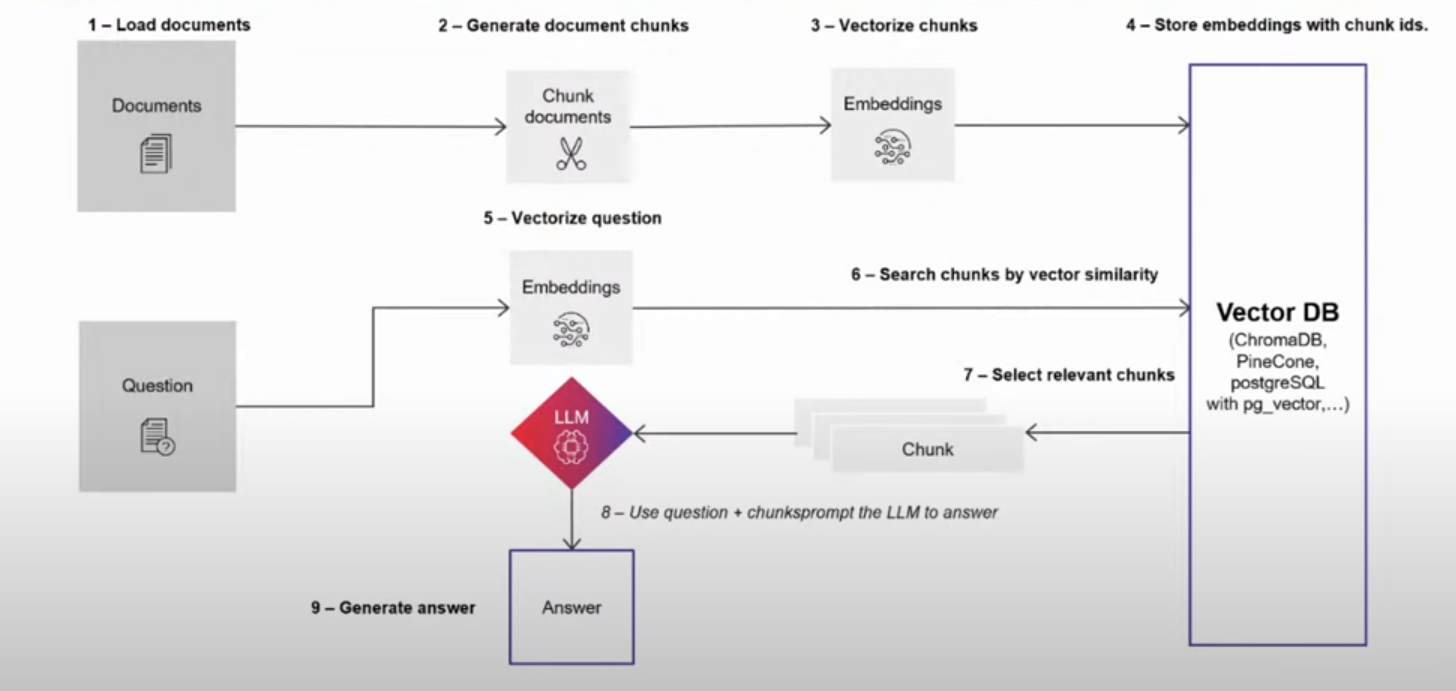 1 – Load documents
2 – Generate document chunks
3 – Vectorize chunks
4 – Store embeddings with chunk ids.
Documents
Chunk
documents
Embeddings
5 – Vectorize question
Embeddings
6 – Search chunks by vector similarity
Vector DB
(ChromaDB,
PineCone,
postgreSQL
with pg_vector,...)
Question
7 – Select relevant chunks
LLM
Chunk
8 – Use question + chunksprompt the LLM to answer
9 – Generate answer
Answer